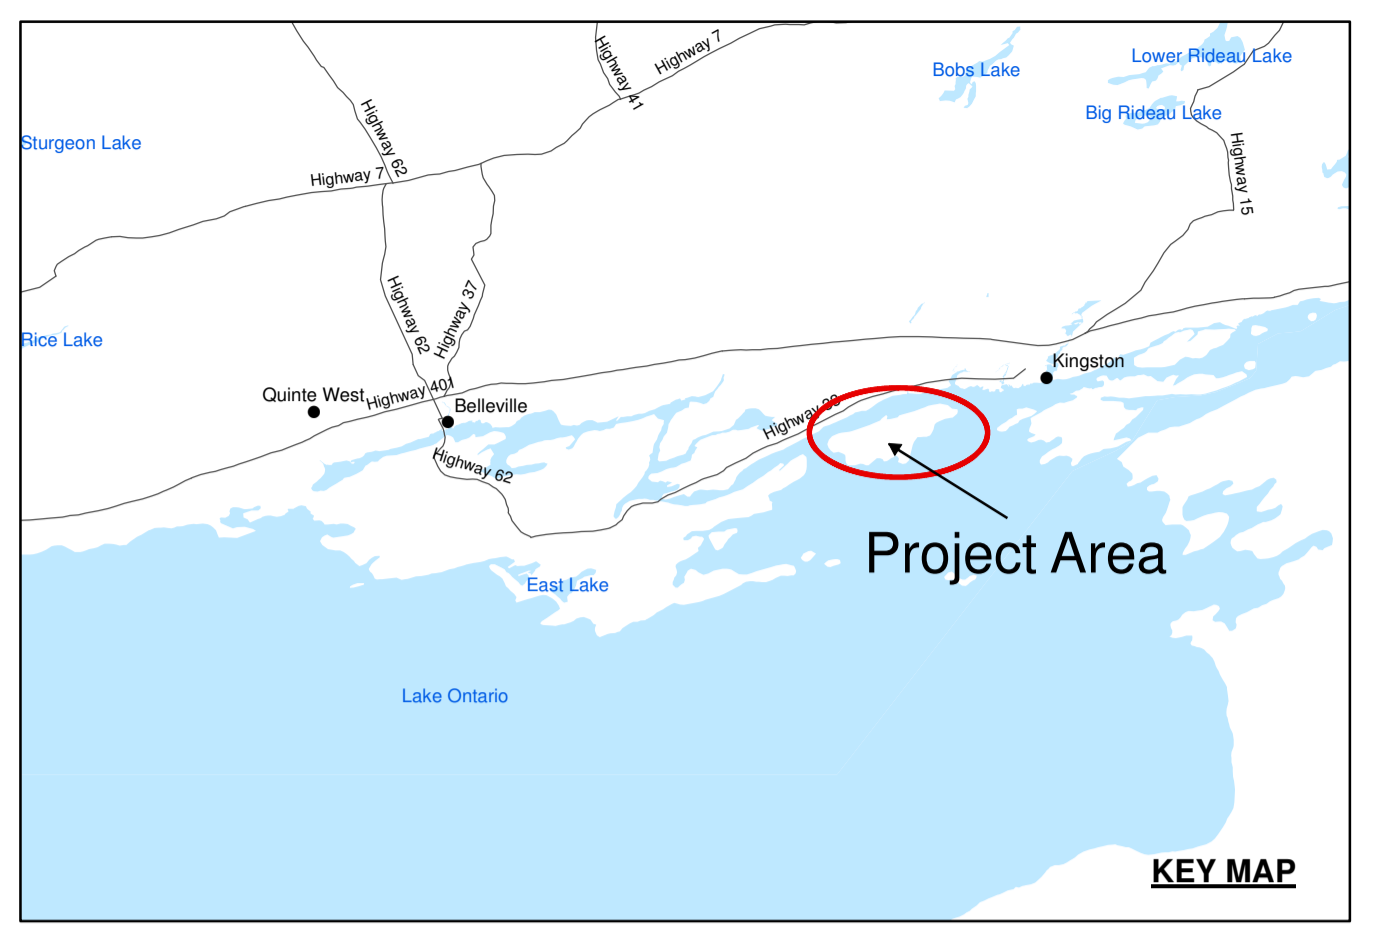 Highway 41
Highway 7
Bobs Lake
Lower Rideau Lake
Big Rideau Lake
Highway 62
Sturgeon Lake
Highway 7
Highway 15
Highway 62
Highway 37
Rice Lake
Kingston
Quinte West
Highway 401
Belleville
Highway 33
Highway 62
Project Area
East Lake
Lake Ontario
KEY MAP